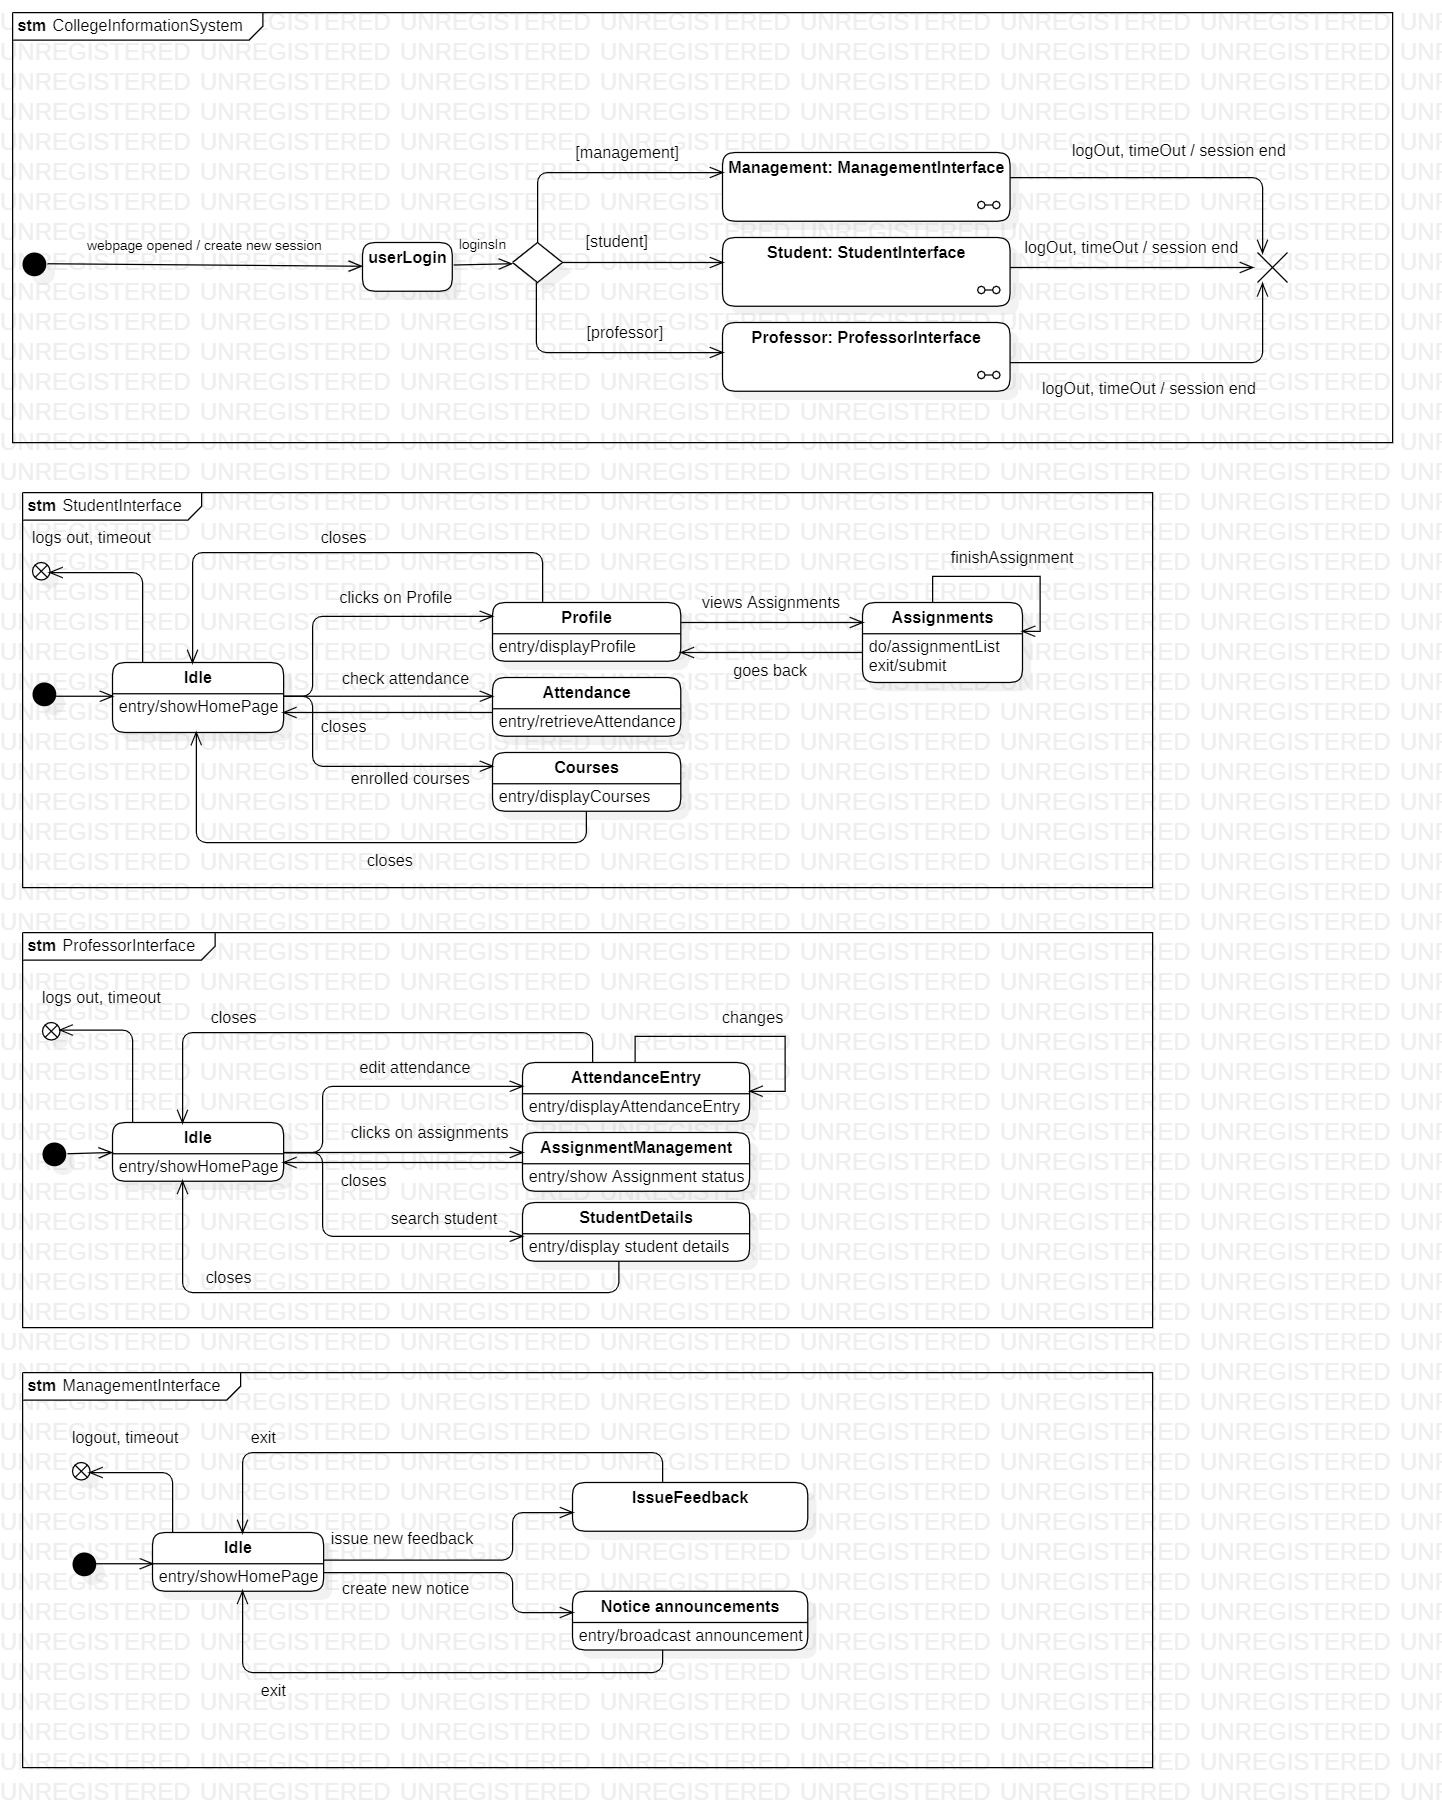 stm CollegeInformationSystem
[management]
Management: ManagementInterface
logOut, timeOut / session end
webpage opened / create new session
userLogin
loginsIn
[student]
Student: StudentInterface
logOut, timeOut / session end
[professor]
Professor: ProfessorInterface
logOut, timeOut / session end
stm StudentInterface
logs out, timeout
closes
finishAssignment
clicks on Profile
Profile
entry/displayProfile
views Assignments
goes back
Assignments
do/assignmentList
exit/submit
Idle
entry/showHomePage
check attendance
closes
Attendance
entry/retrieveAttendance
enrolled courses
Courses
entry/displayCourses
closes
stm ProfessorInterface
logs out, timeout
closes
changes
edit attendance
AttendanceEntry
entry/displayAttendanceEntry
Idle
entry/showHomePage
clicks on assignments
closes
AssignmentManagement
entry/show Assignment status
search student
StudentDetails
entry/display student details
closes
stm ManagementInterface
logout, timeout
exit
IssueFeedback
issue new feedback
Idle
entry/showHomePage
create new notice
Notice announcements
entry/broadcast announcement
exit
UNREGISTERED